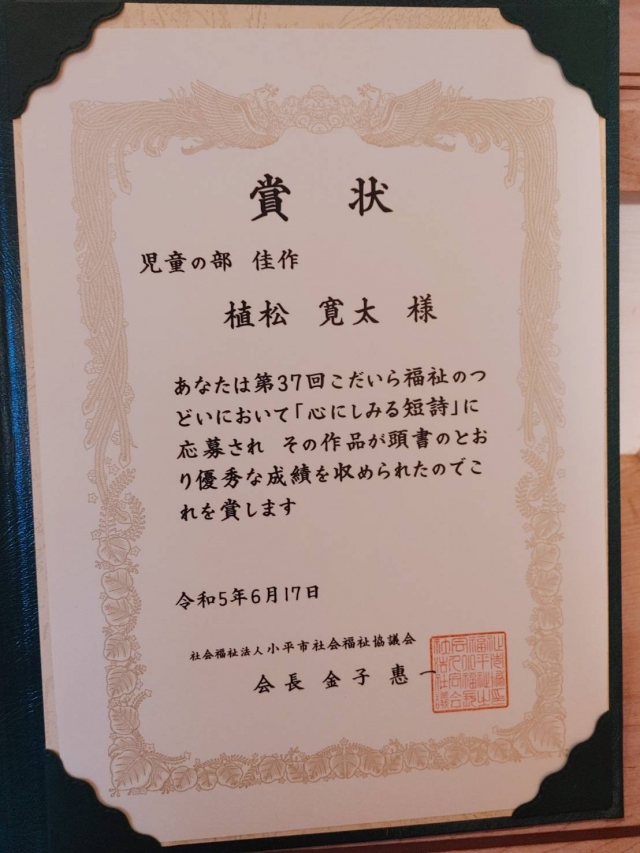 賞状
児童の部 佳作
植松 寛太 様
あなたは第37回こだいら福祉のつ
どいにおいて「心にしみる短詩」に
応募され その作品が頭書のとお
り優秀な成績を収められたのでこ
れを賞します
令和5年6月17日
社会福祉法人小平市社会福祉協議会
会長 金子 惠一